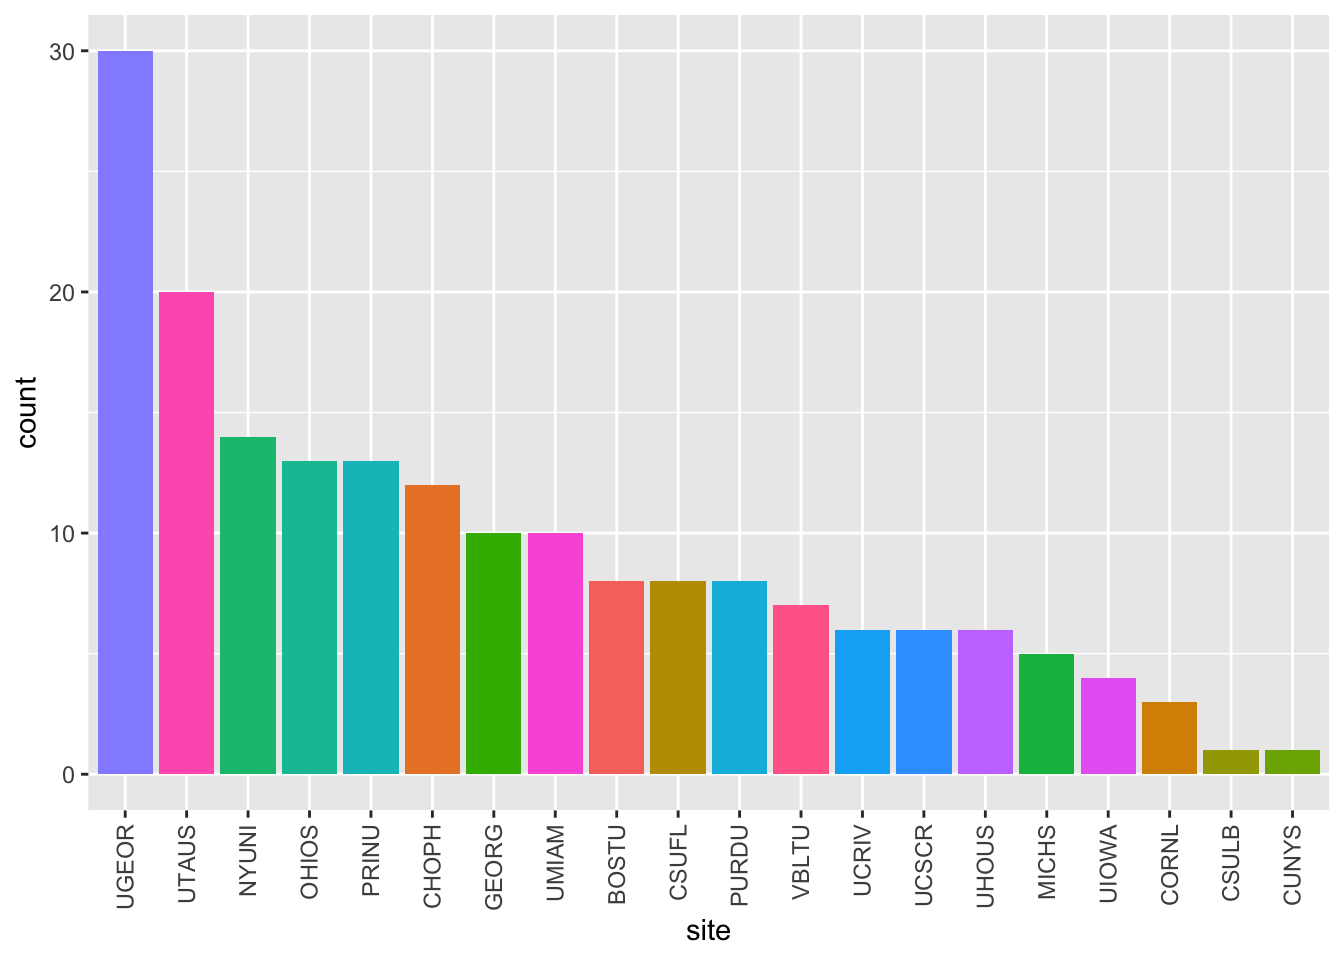 30
20
10
0
count
UGEOR
UTAUS
NYUNI
OHIOS
PRINU
CHOPH
GEORG
UMIAM
BOSTU
CSUFL
PURDU
VBLTU
UCRIV
UCSCR
UHOUS
MICHS
UIOWA
CORNL
CSULB
CUNYS
site